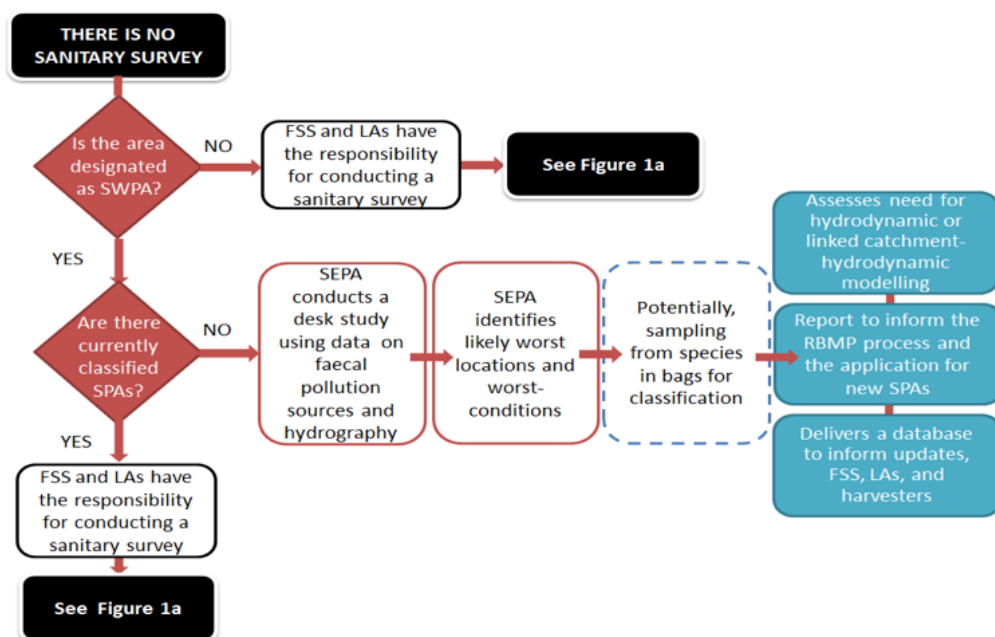 THERE IS NO
SANITARY SURVEY
Is the area
designated
as SWPA?
NO
FSS and LAs have
the responsibility
for conducting a
sanitary survey
See Figure 1a
YES
Are there
currently
classified
SPAs?
NO
SEPA
conducts a
desk study
using data on
faecal
pollution
sources and
hydrography
SEPA
identifies
likely worst
locations and
worst-
conditions
Potentially,
sampling
from species
in bags for
classification
Assesses need for
hydrodynamic or
linked catchment-
hydrodynamic
modelling
Report to inform the
RBMP process and
the application for
new SPAs
Delivers a database
to inform updates,
FSS, LAs, and
harvesters
YES
FSS and LAs have
the responsibility
for conducting a
sanitary survey
See Figure 1a